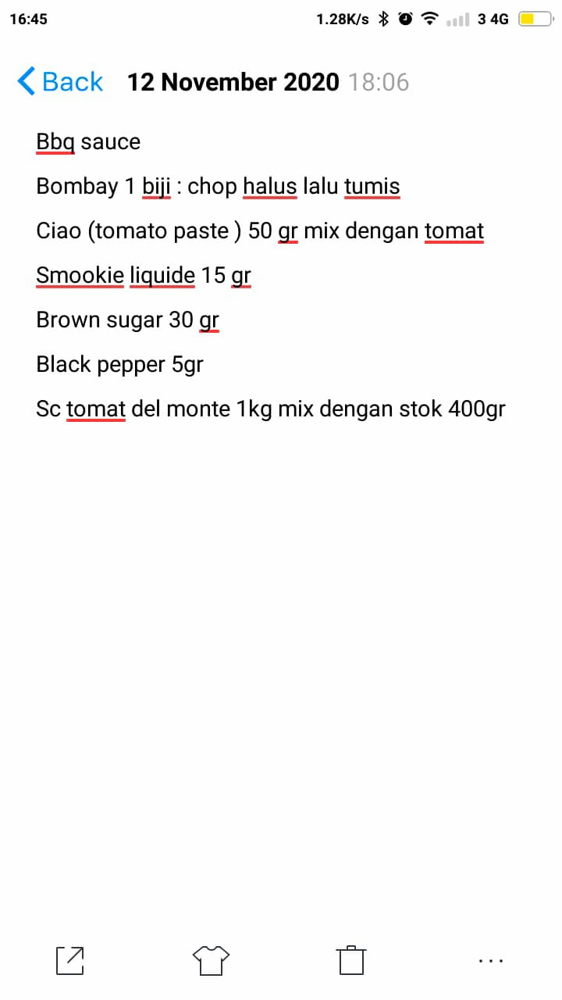 16:45 1.28K/s 3 4G
Back 12 November 2020 18:06
Bbq sauce
Bombay 1 biji : chop halus lalu tumis
Ciao (tomato paste ) 50 gr mix dengan tomat
Smookie liquide 15 gr
Brown sugar 30 gr
Black pepper 5gr
Sc tomat del monte 1kg mix dengan stok 400gr